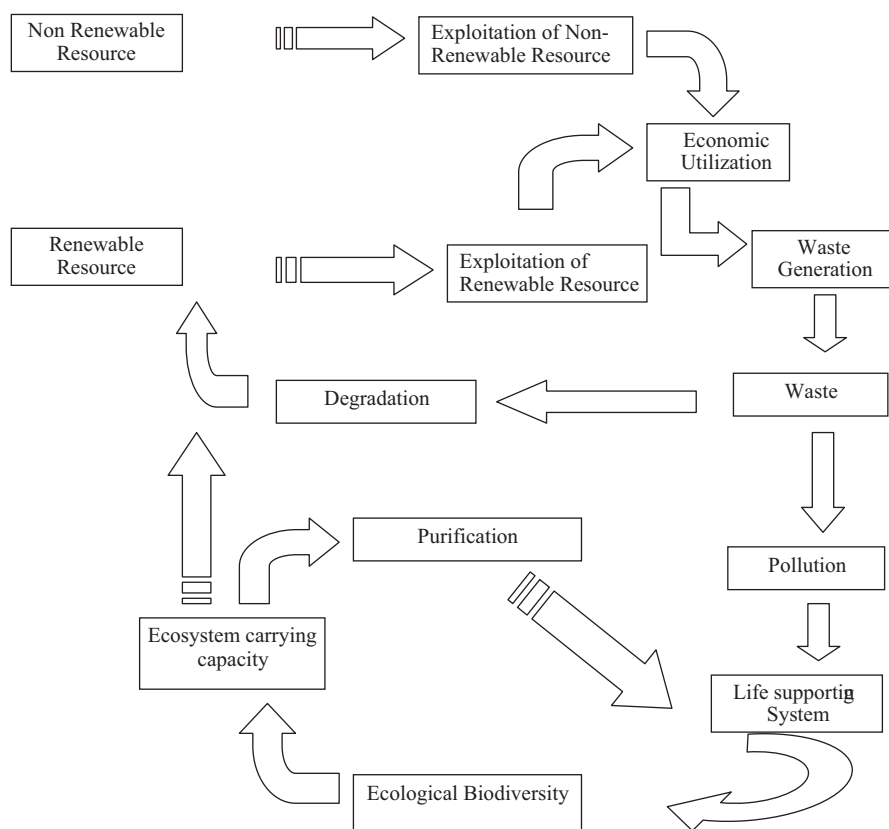 Non Renewable
Resource
Exploitation of Non-
Renewable Resource
Economic
Utilization
Renewable
Resource
Exploitation of
Renewable Resource
Waste
Generation
Degradation
Waste
Purification
Pollution
Ecosystem carrying
capacity
Life supporting
System
Ecological Biodiversity